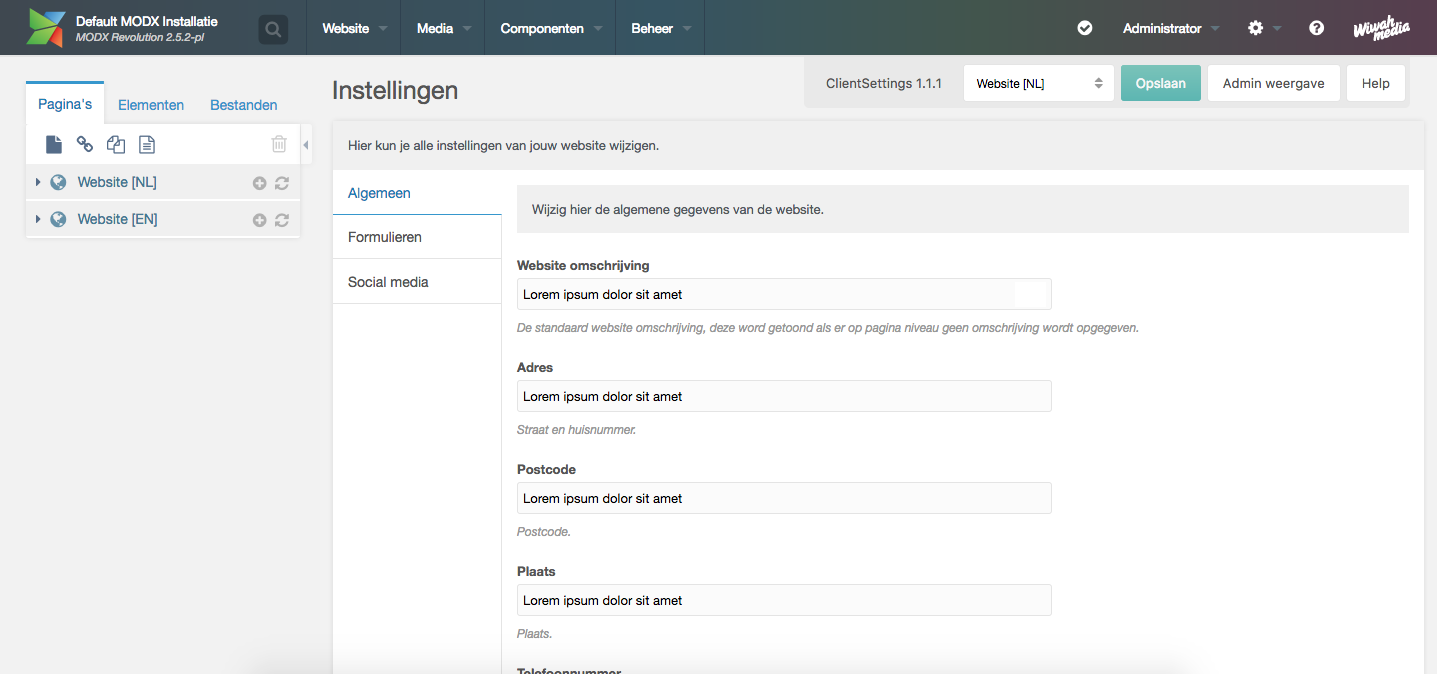 Default MODX Installatie
MODX Revolution 2.5.2-pl
Website
Media
Componenten
Beheer
Administrator
Wiwah media
Pagina's
Elementen
Bestanden
Website [NL]
Website [EN]
Instellingen
ClientSettings 1.1.1
Website [NL]
Opslaan
Admin weergave
Help
Hier kun je alle instellingen van jouw website wijzigen.
Algemeen
Formulieren
Social media
Wijzig hier de algemene gegevens van de website.
Website omschrijving
Lorem ipsum dolor sit amet
De standaard website omschrijving, deze word getoond als er op pagina niveau geen omschrijving wordt opgegeven.
Adres
Lorem ipsum dolor sit amet
Straat en huisnummer.
Postcode
Lorem ipsum dolor sit amet
Postcode.
Plaats
Lorem ipsum dolor sit amet
Plaats.
Telefoonnummer